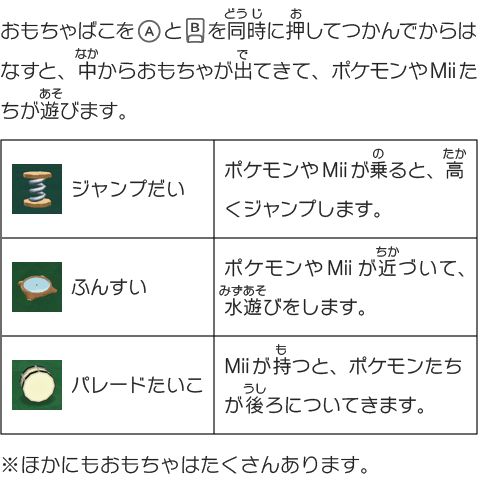 おもちゃばこをⒶとBを同時に押してつかんでからは
なすと、中からおもちゃが出てきて、ポケモンやMiiた
ちが遊びます。
ジャンプだい
ポケモンやMiiが乗ると、高
くジャンプします。
ふんすい
ポケモンやMiiが近づいて、
水遊びをします。
パレードたいこ
Miiが持つと、ポケモンたち
が後ろについてきます。
※ほかにもおもちゃはたくさんあります。